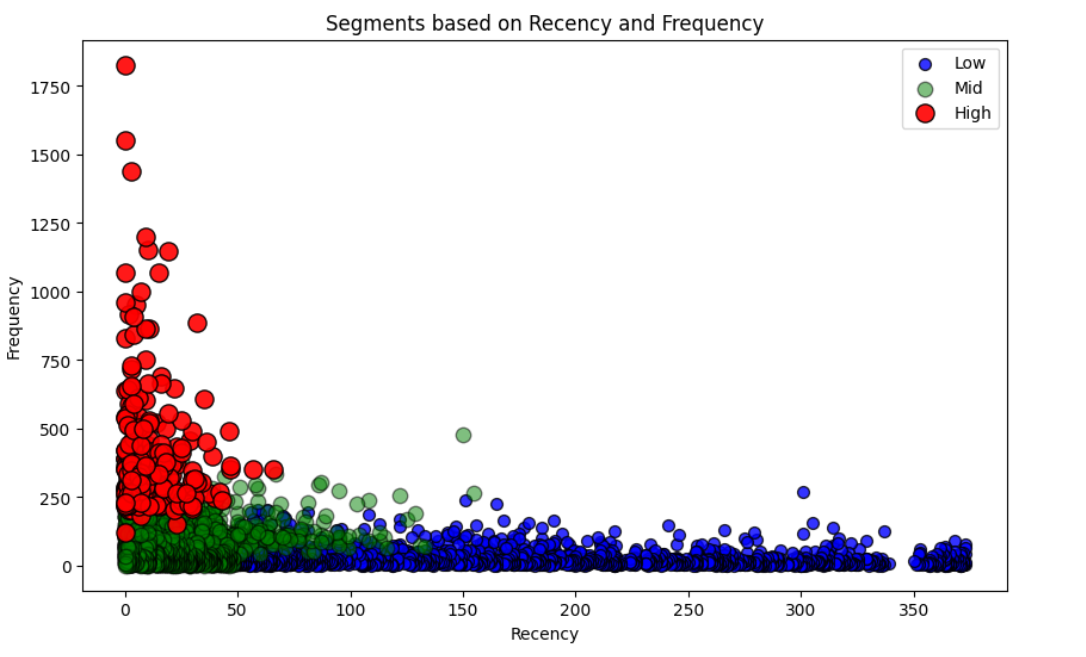 Segments based on Recency and Frequency
Low
Mid
High
1750
1500
1250
1000
750
500
250
0
Frequency
0 50 100 150 200 250 300 350
Recency